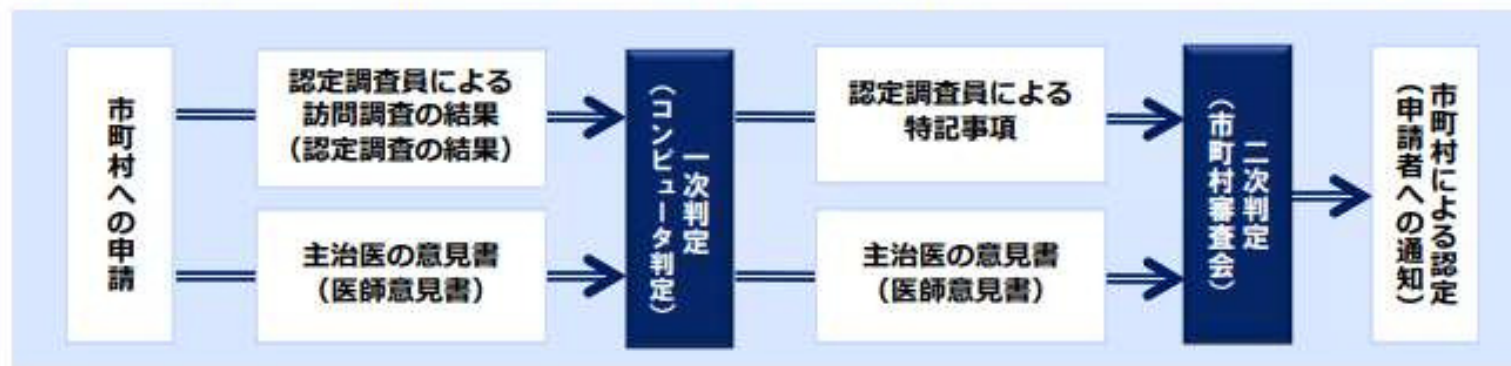 市町村への申請
認定調査員による
訪問調査の結果
（認定調査の結果）
主治医の意見書
（医師意見書）
一次判定
（コンピュータ判定）
認定調査員による
特記事項
主治医の意見書
（医師意見書）
二次判定
（市町村審査会）
市町村による認定
（申請者への通知）